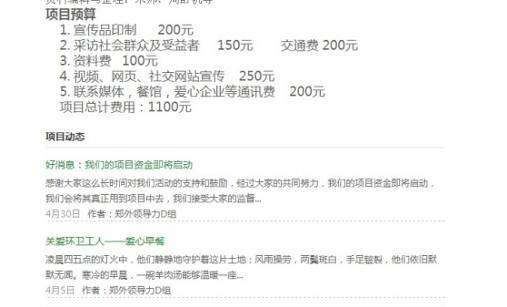 项目预算
1. 宣传品印制 200元
2. 采访社会群众及受益者 150元 交通费 200元
3. 资料费 100元
4. 视频、网页、社交网站宣传 250元
5. 联系媒体，餐馆，爱心企业等通讯费 200元
项目总计费用：1100元
项目动态
好消息：我们的项目资金即将启动
感谢大家这么长时间对我们活动的支持和鼓励，经过大家的共同努力，我们的项目资金即将启动，
我们会将其真正用到项目中去，我们接受大家的监督...
4月30日 作者：郑外领导力D组
关爱环卫工人——爱心早餐
凌晨四五点的灯火中，他们静静地守护着这片土地；风雨操劳，两鬓斑白，手足皲裂，他们依旧默
默无闻。寒冷的早晨，一碗羊肉汤能够温暖一座...
4月5日 作者：郑外领导力D组